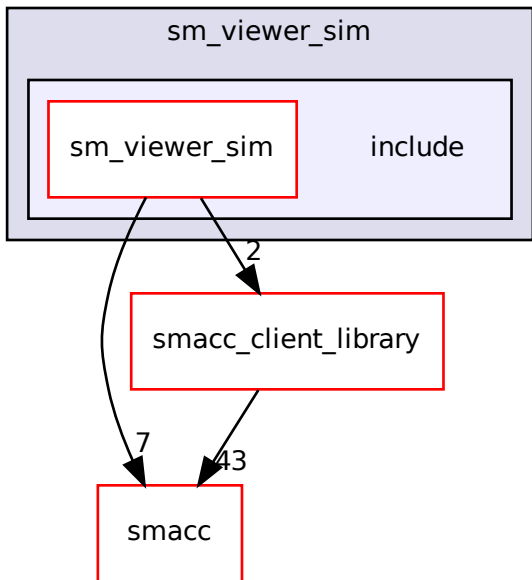 sm_viewer_sim
sm_viewer_sim
include
2
smacc_client_library
7
43
smacc